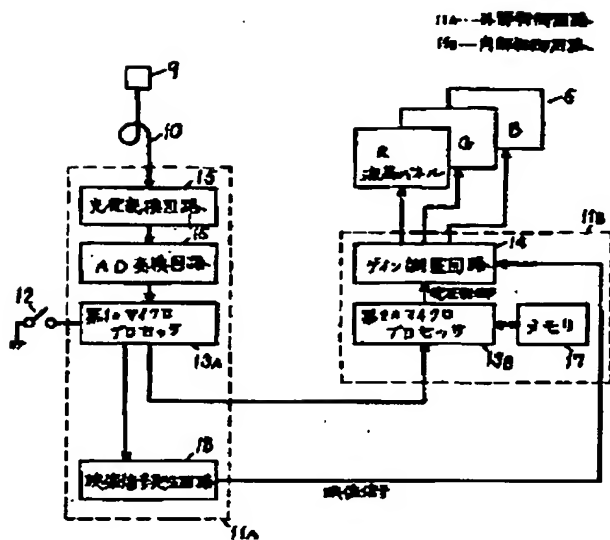 11A…外部制御回路
11B…内部制御回路
9
10
6
R
液晶パネル
G
B
11B
15
光電変換回路
16
AD変換回路
12
第1のマイクロ
プロセッサ
13A
14
ゲイン調整回路
第2のマイクロ
プロセッサ
13B
メモリ
17
18
映像信号発生回路
映像信号
11A